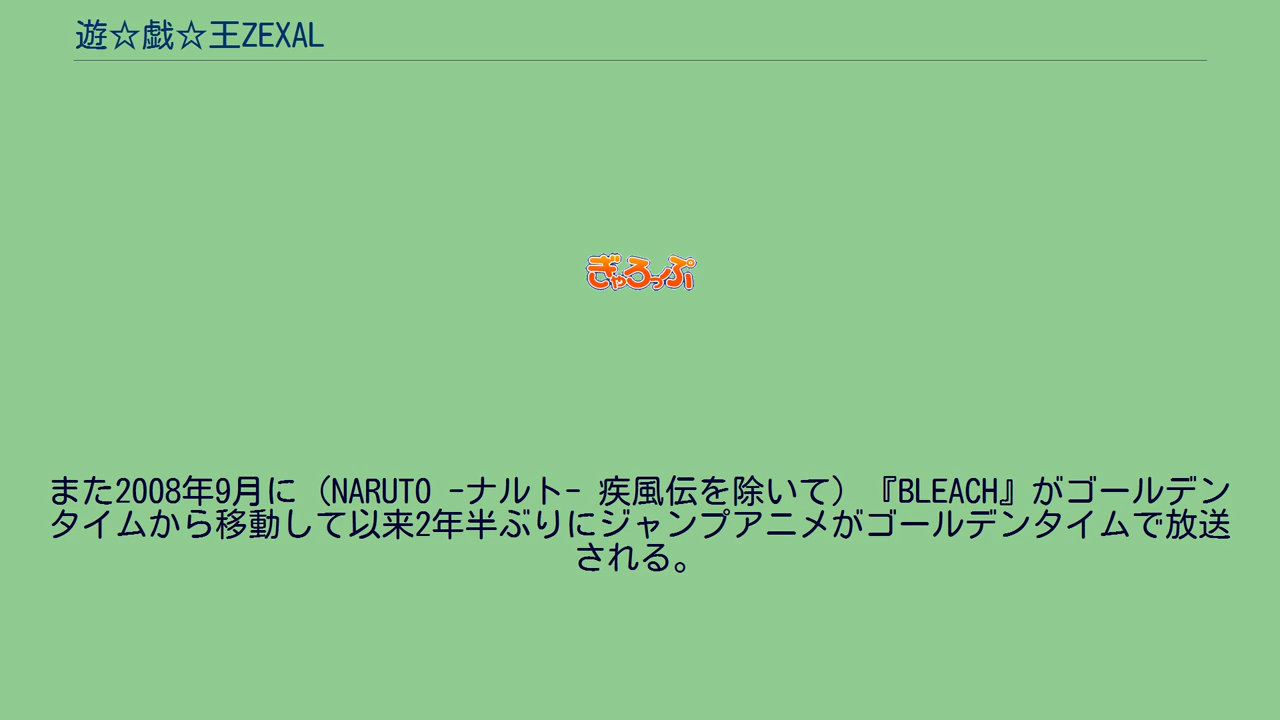 遊☆戯☆王ZEXAL
ぎゃろっぷ
また2008年9月に（NARUTO -ナルト- 疾風伝を除いて）『BLEACH』がゴールデン
タイムから移動して以来2年半ぶりにジャンプアニメがゴールデンタイムで放送
される。